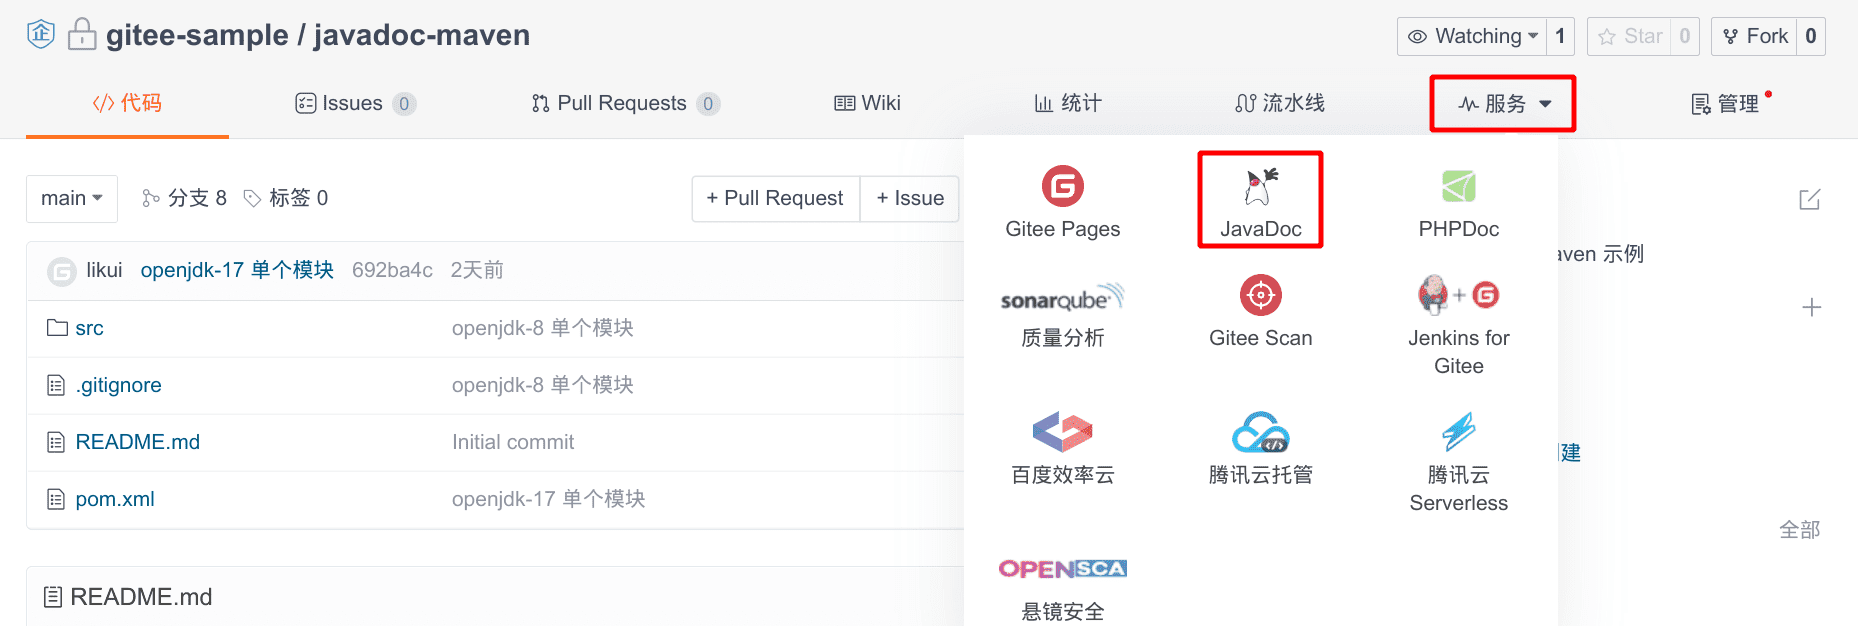 企 gitee-sample / javadoc-maven
Watching 1 Star 0 Fork 0
代码 Issues 0 Pull Requests 0 Wiki 统计 流水线 服务 管理
main 分支 8 标签 0 + Pull Request + Issue
likui openjdk-17 单个模块 692ba4c 2天前
src openjdk-8 单个模块
.gitignore openjdk-8 单个模块
README.md Initial commit
pom.xml openjdk-17 单个模块
README.md
Gitee Pages JavaDoc PHPDoc
sonarqube
质量分析 Gitee Scan Jenkins for
Gitee
百度效率云 腾讯云托管 腾讯云
Serverless
OPENSCA
悬镜安全
aven 示例
建
全部